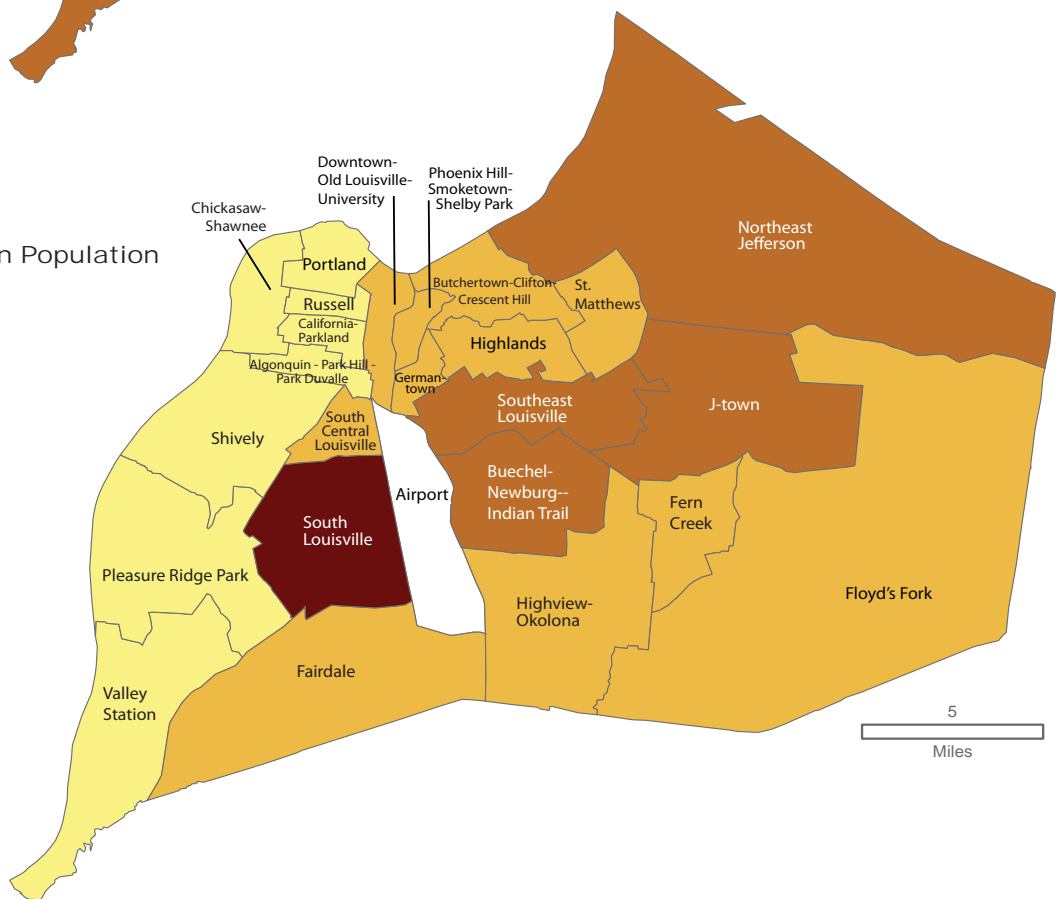 Downtown-
Old Louisville-
University
Phoenix Hill-
Smoketown-
Shelby Park
Chickasaw-
Shawnee
n Population
Portland
Northeast
Jefferson
Butchertown-Clifton-
Crescent Hill
St.
Matthews
Russell
California-
Parkland
Highlands
Algonquin - Park Hill -
Park Duvalle
German-
town
Southeast
Louisville
J-town
South
Central
Louisville
Shively
Buechel-
Newburg--
Indian Trail
Airport
Fern
Creek
South
Louisville
Pleasure Ridge Park
Floyd's Fork
Highview-
Okolona
Fairdale
Valley
Station
5
Miles